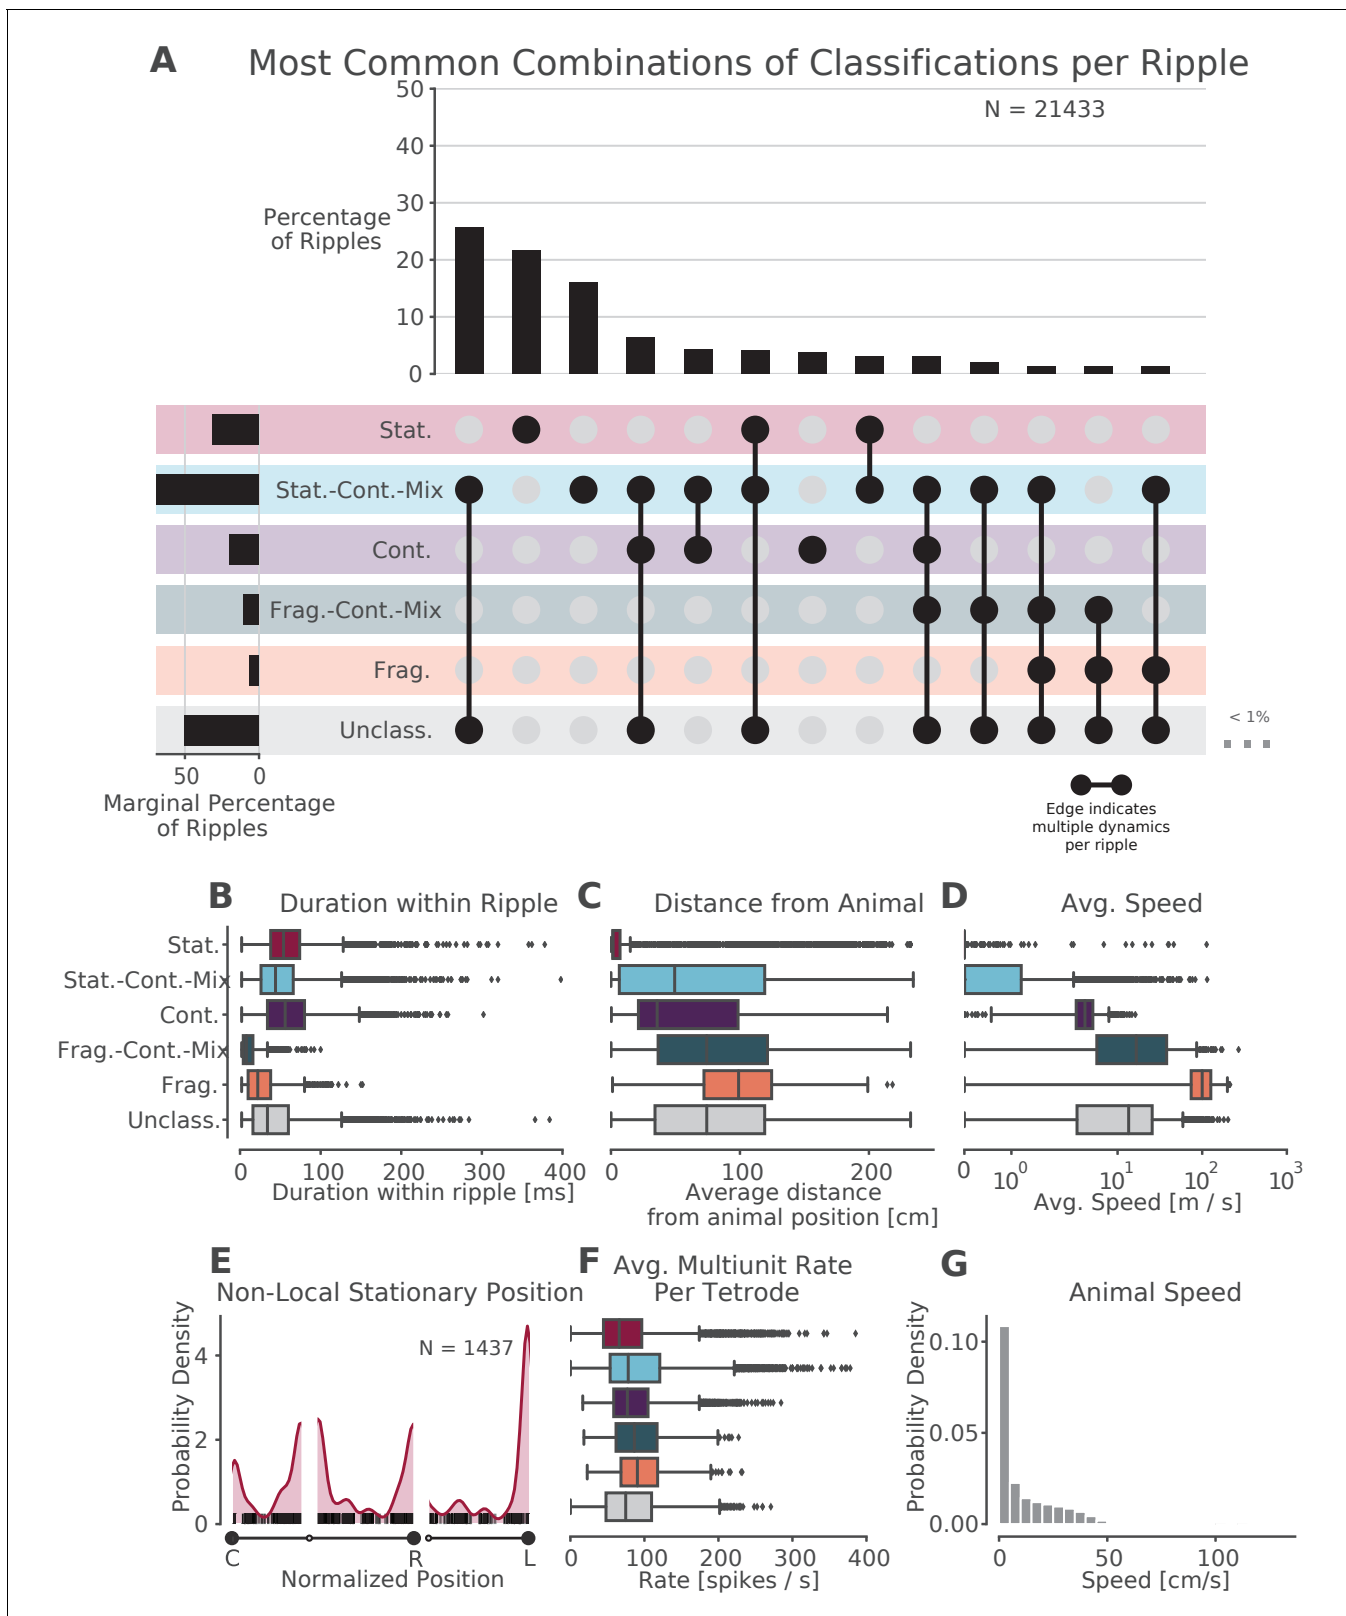 A Most Common Combinations of Classifications per Ripple
N = 21433
50
40
30
20
10
0
Percentage
of Ripples
Stat.
Stat.-Cont.-Mix
Cont.
Frag.-Cont.-Mix
Frag.
Unclass.
< 1%
50 0
Marginal Percentage
of Ripples
Edge indicates
multiple dynamics
per ripple
B Duration within Ripple
Stat.
Stat.-Cont.-Mix
Cont.
Frag.-Cont.-Mix
Frag.
Unclass.
0 100 200 300 400
Duration within ripple [ms]
C Distance from Animal
0 100 200
Average distance
from animal position [cm]
D Avg. Speed
0 10^0 10^1 10^2 10^3
Avg. Speed [m / s]
E Non-Local Stationary Position
N = 1437
4
2
0
Probability Density
C R L
Normalized Position
F Avg. Multiunit Rate
Per Tetrode
0 100 200 300 400
Rate [spikes / s]
G Animal Speed
0.10
0.05
0.00
Probability Density
0 50 100
Speed [cm/s]